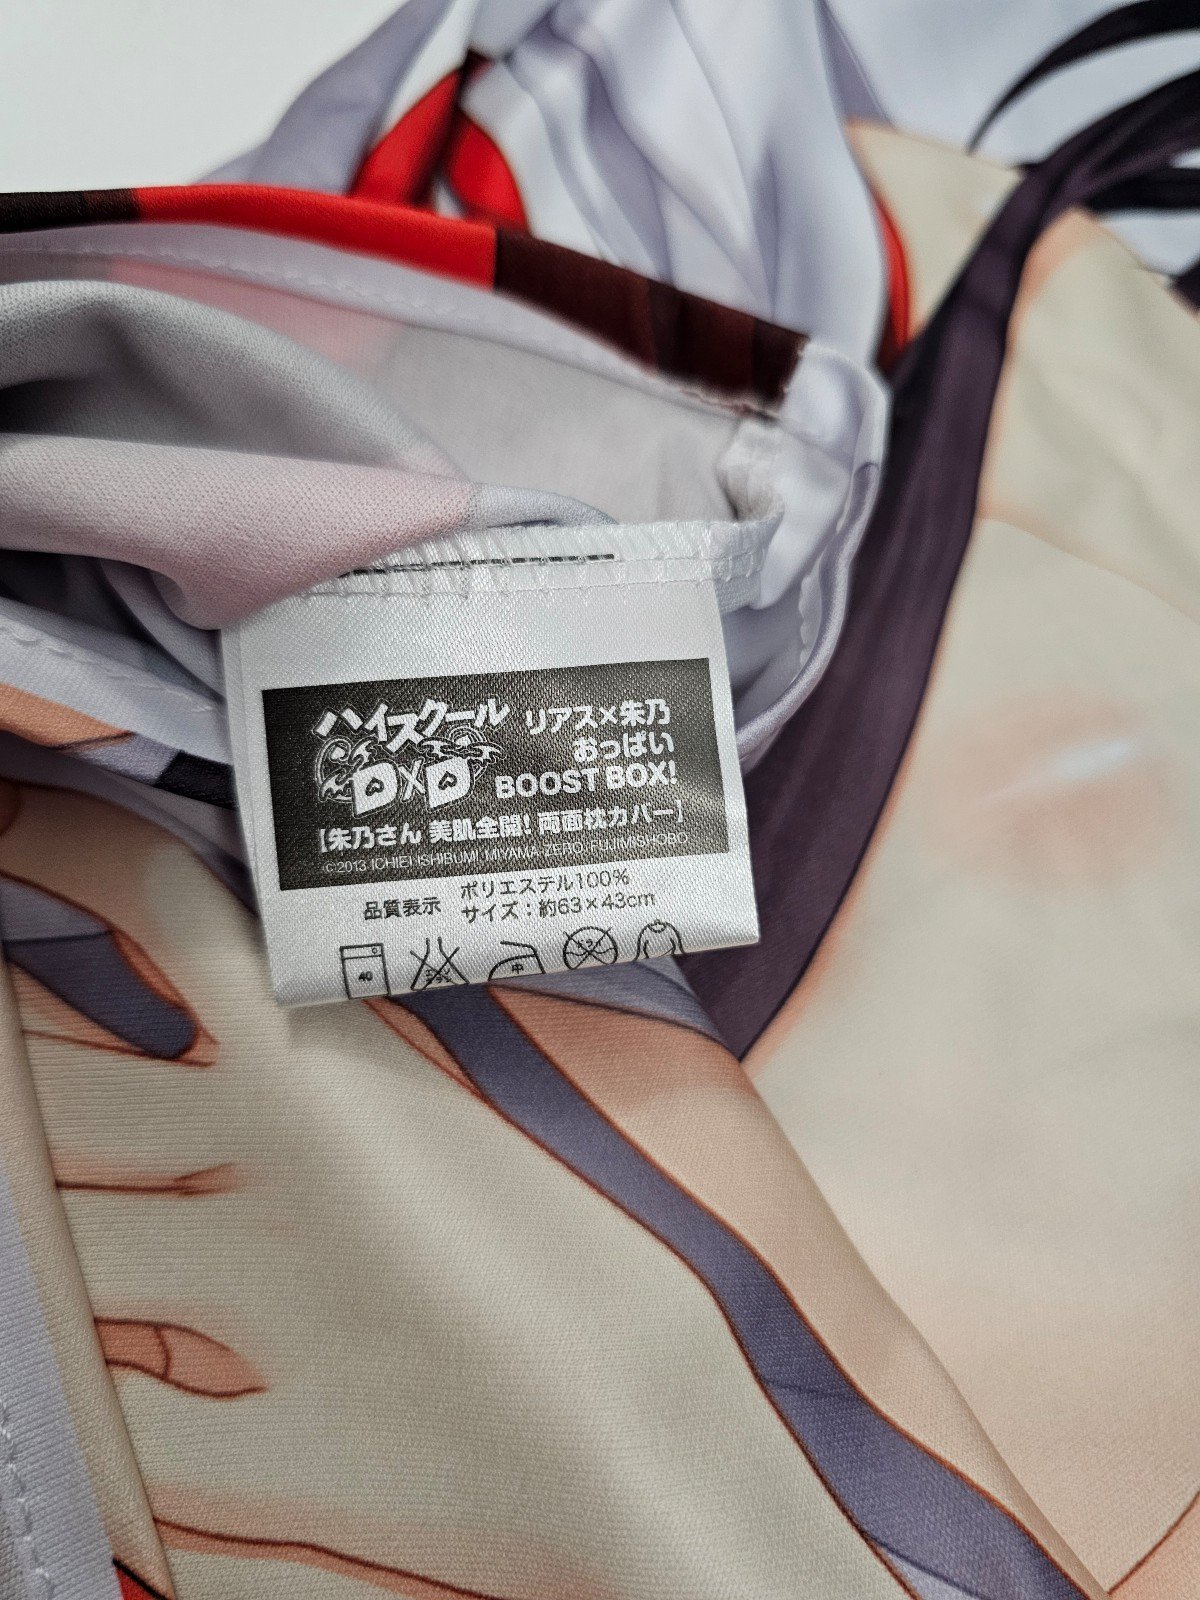 ハイスクール
D×D
リアス×朱乃
おっぱい
BOOST BOX!
【朱乃さん 美肌全開! 両面枕カバー】
©2013 ICHIEI ISHIBUMI, MIYAMA-ZERO, FUJIMISHOBO
品質表示
ポリエステル100%
サイズ：約63×43cm
40
中